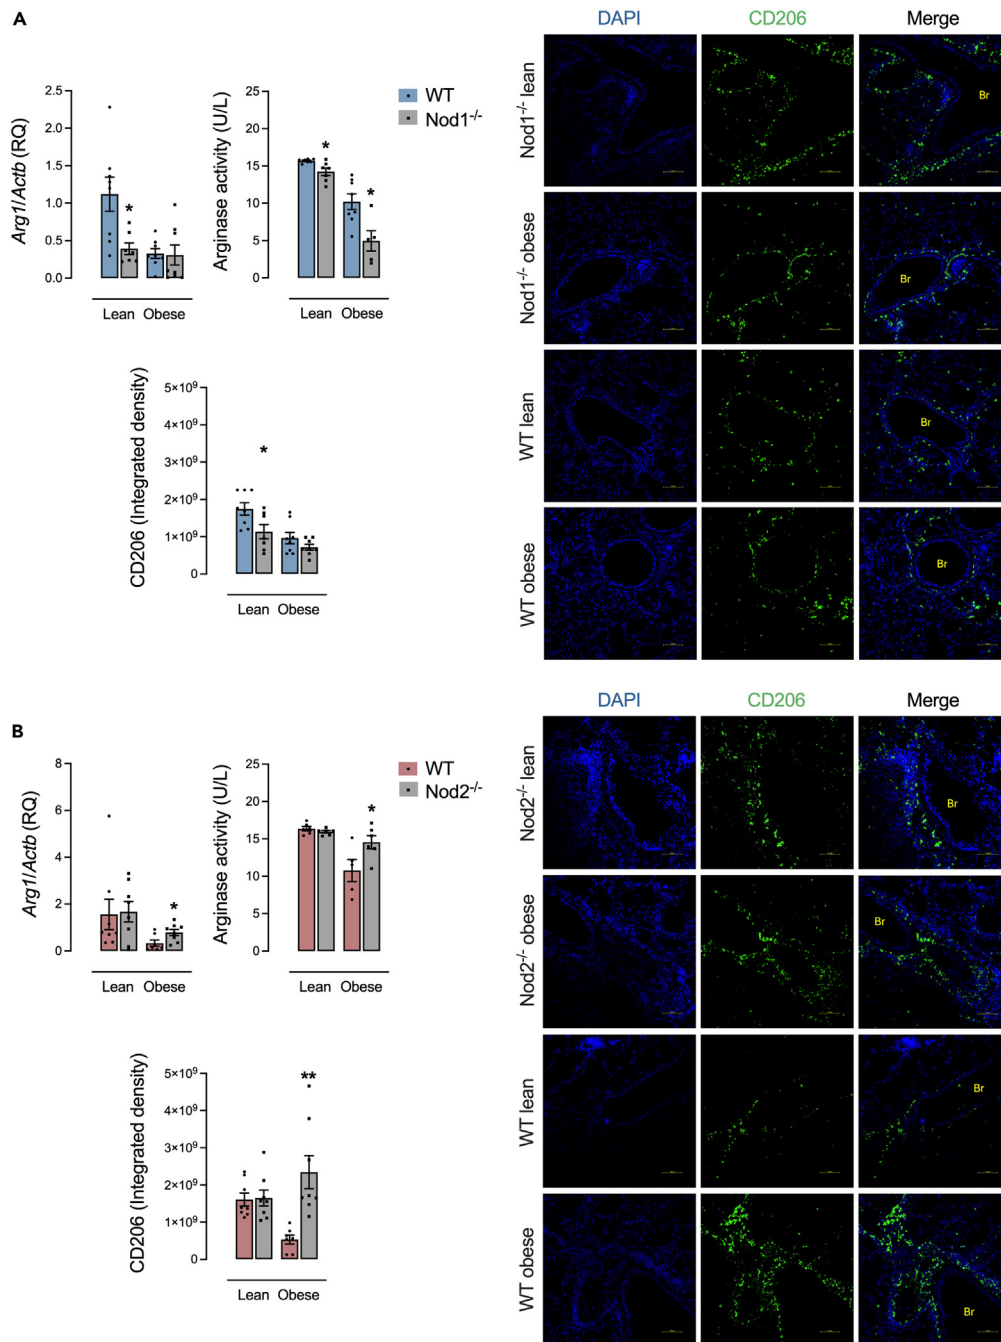 A
DAPI CD206 Merge
WT
Nod1-/-
2.5
2.0
1.5
1.0
0.5
0.0
Arg1/Actb (RQ)
*
Lean Obese
25
20
15
10
5
0
Arginase activity (U/L)
*
*
Lean Obese
5×10⁹
4×10⁹
3×10⁹
2×10⁹
1×10⁹
0
CD206 (Integrated density)
*
Lean Obese
Nod1-/- lean
Br
Nod1-/- obese
Br
WT lean
Br
WT obese
Br
B
DAPI CD206 Merge
WT
Nod2-/-
8
6
4
2
0
Arg1/Actb (RQ)
*
Lean Obese
25
20
15
10
5
0
Arginase activity (U/L)
*
Lean Obese
5×10⁹
4×10⁹
3×10⁹
2×10⁹
1×10⁹
0
CD206 (Integrated density)
**
Lean Obese
Nod2-/- lean
Br
Nod2-/- obese
Br
WT lean
Br
WT obese
Br